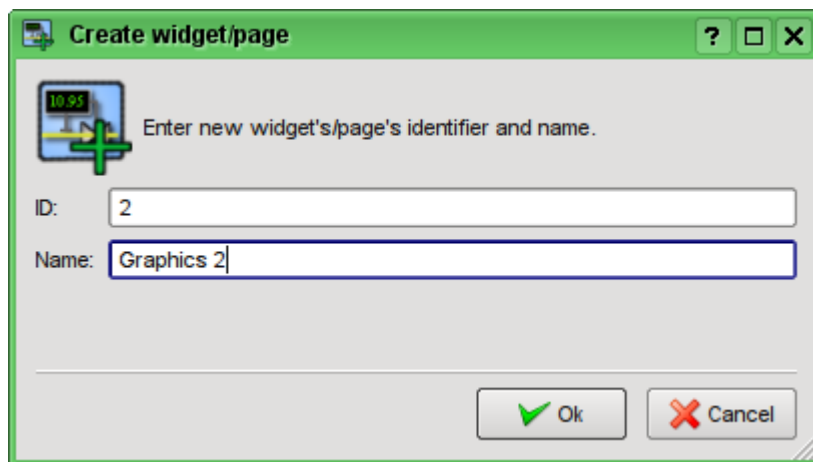 Create widget/page
?
10.95
Enter new widget's/page's identifier and name.
ID: 2
Name: Graphics 2
Ok Cancel